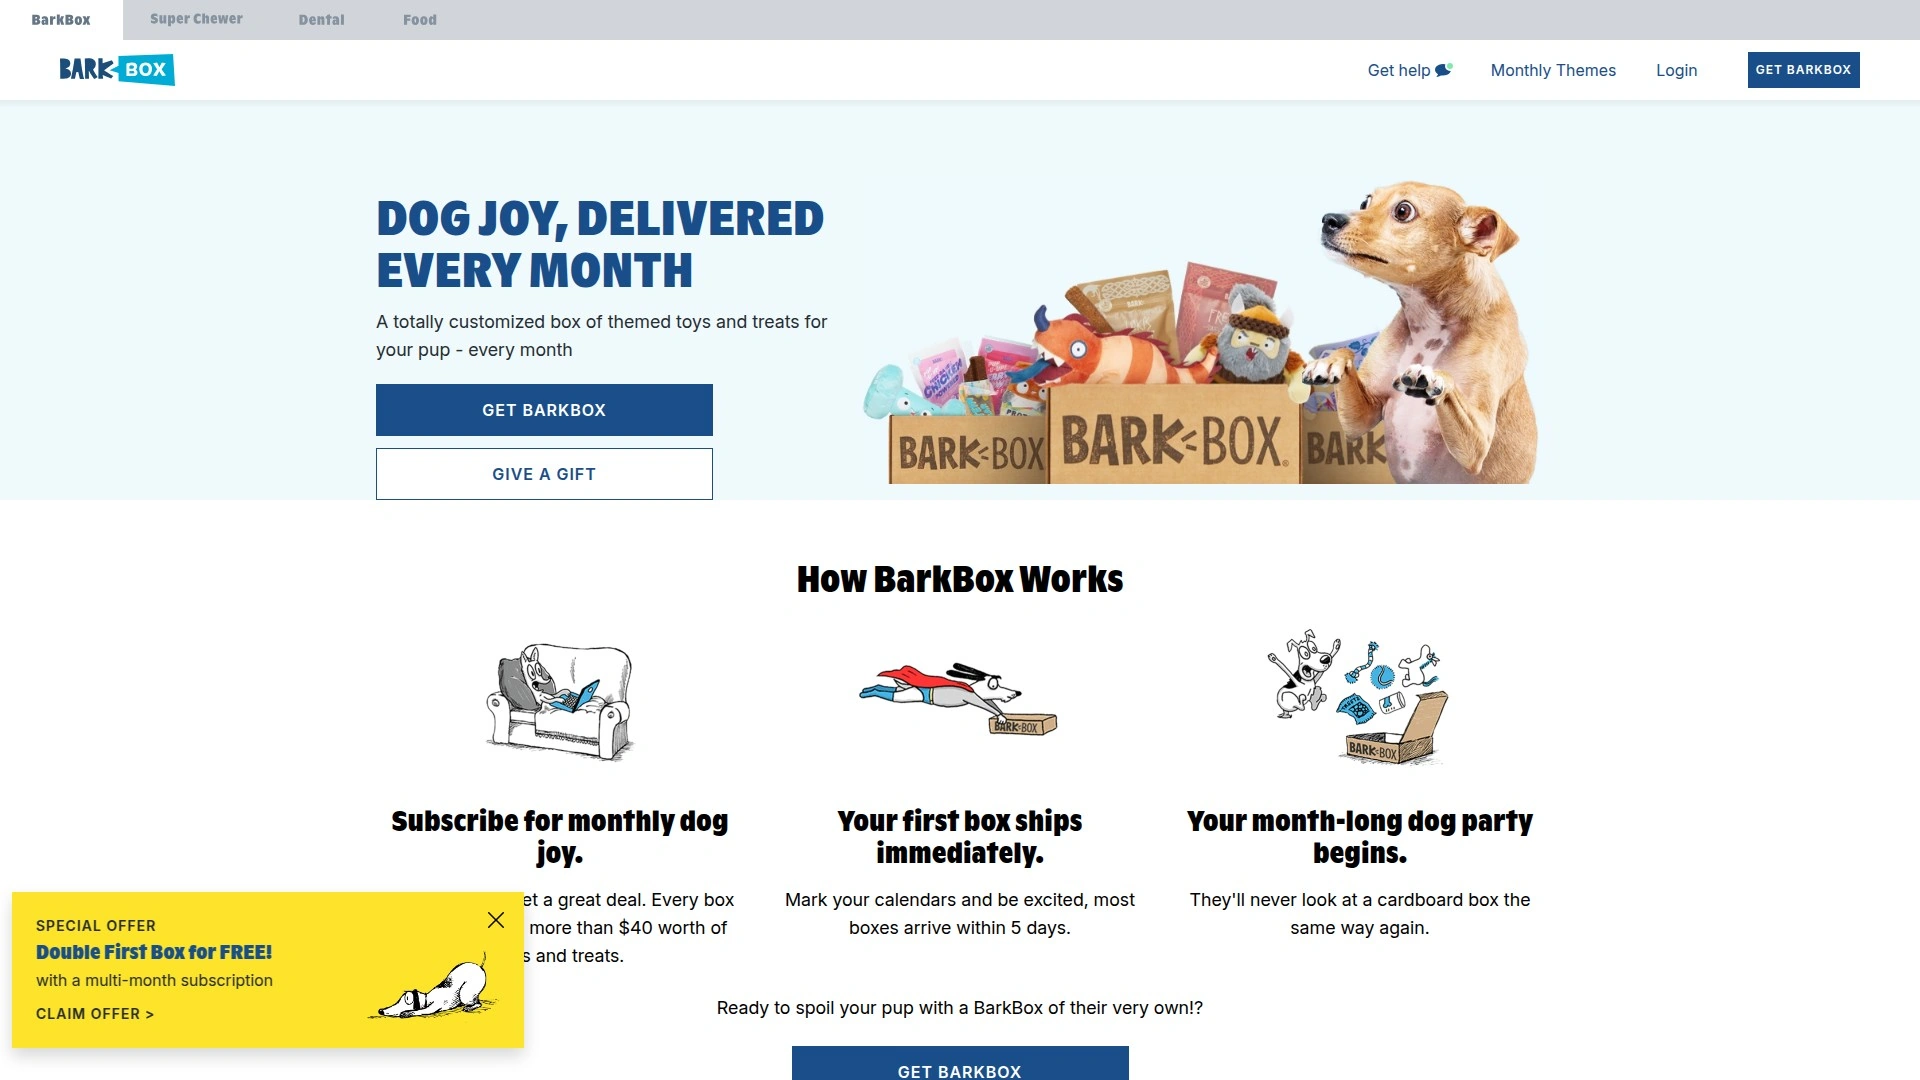 BarkBox
Super Chewer
Dental
Food
BARK BOX
Get help
Monthly Themes
Login
GET BARKBOX
DOG JOY, DELIVERED
EVERY MONTH
A totally customized box of themed toys and treats for
your pup - every month
GET BARKBOX
GIVE A GIFT
CHICKEN
BARK BOX
BARK BOX
BARK
How BarkBox Works
BARK BOX
BARK BOX
Subscribe for monthly dog
joy.
Your first box ships
immediately.
Your month-long dog party
begins.
a great deal. Every box
more than $40 worth of
and treats.
Mark your calendars and be excited, most
boxes arrive within 5 days.
They'll never look at a cardboard box the
same way again.
SPECIAL OFFER
Double First Box for FREE!
with a multi-month subscription
CLAIM OFFER >
Ready to spoil your pup with a BarkBox of their very own!?
GET BARKBOX